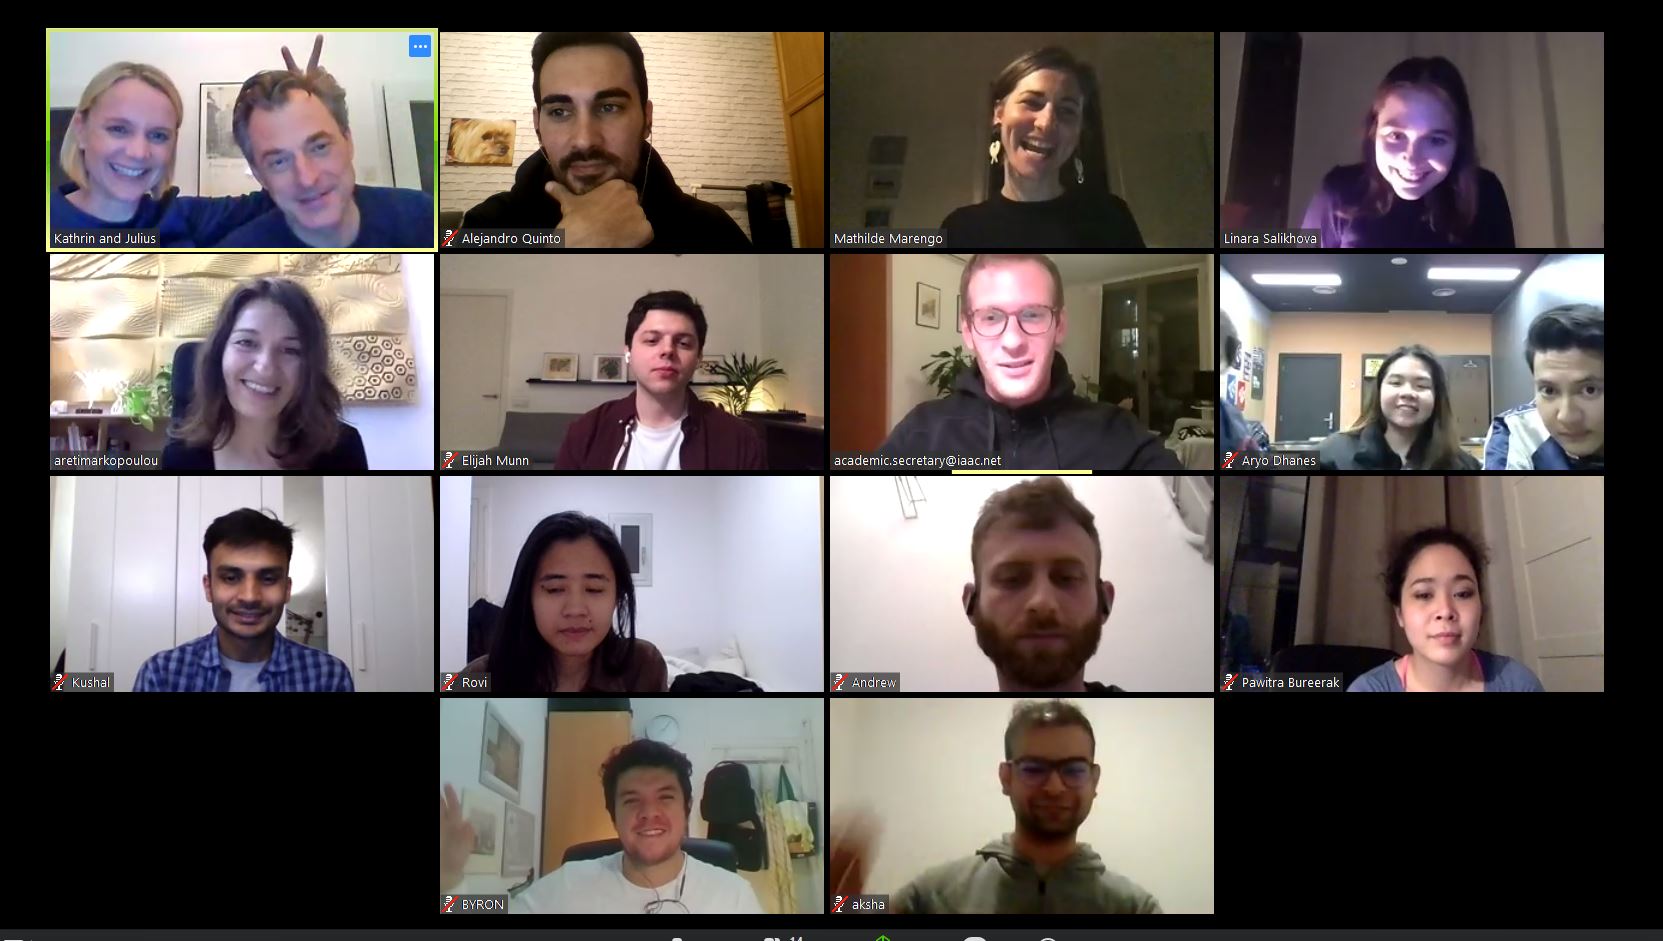 Kathrin and Julius
Alejandro Quinto
Mathilde Marengo
Linara Salikhova
aretimarkopoulou
Elijah Munn
academic.secretary@iaac.net
Aryo Dhanes
Kushal
Rovi
Andrew
Pawitra Bureerak
BYRON
aksha